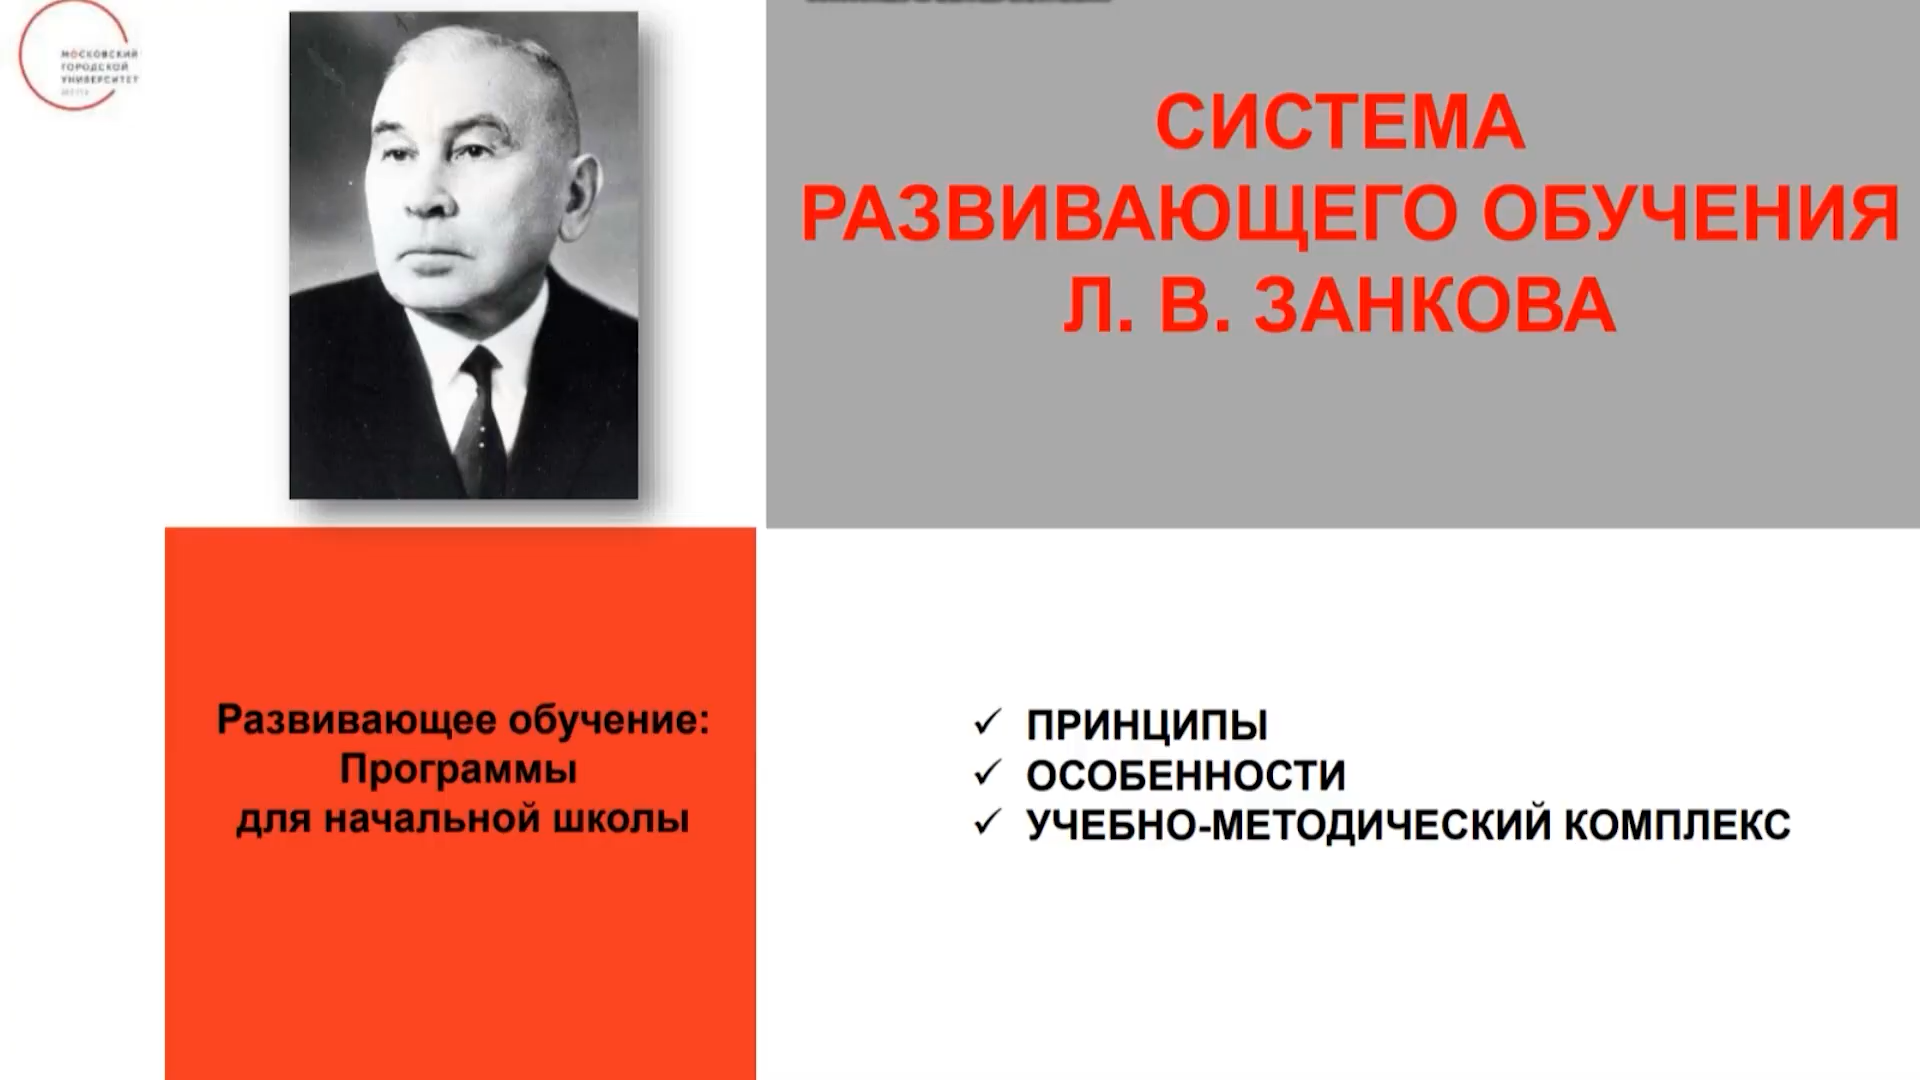 МОСКОВСКИЙ
ГОРОДСКОЙ
УНИВЕРСИТЕТ
СИСТЕМА
РАЗВИВАЮЩЕГО ОБУЧЕНИЯ
Л. В. ЗАНКОВА
Развивающее обучение:
Программы
для начальной школы
✓ ПРИНЦИПЫ
✓ ОСОБЕННОСТИ
✓ УЧЕБНО-МЕТОДИЧЕСКИЙ КОМПЛЕКС